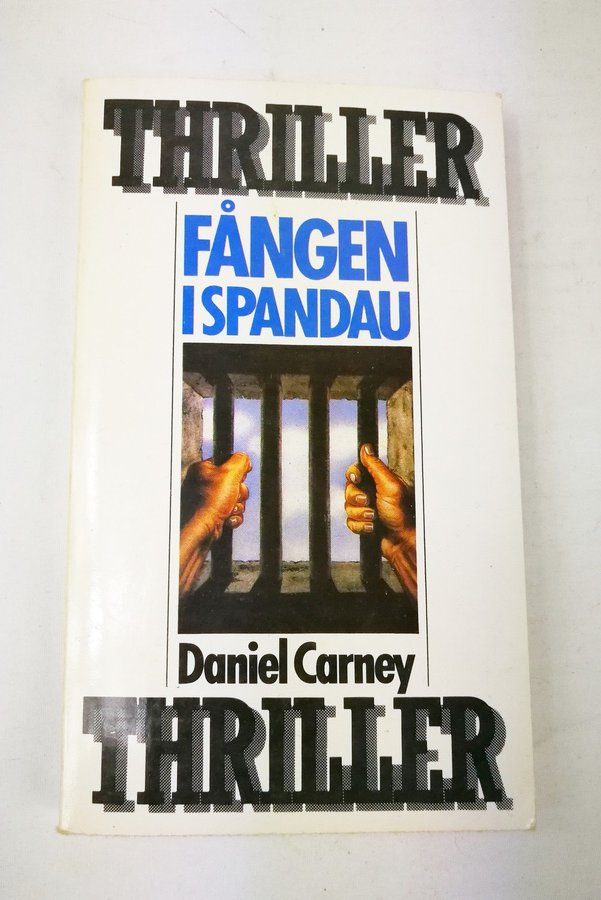 THRILLER
FÅNGEN
I SPANDAU
Daniel Carney
THRILLER